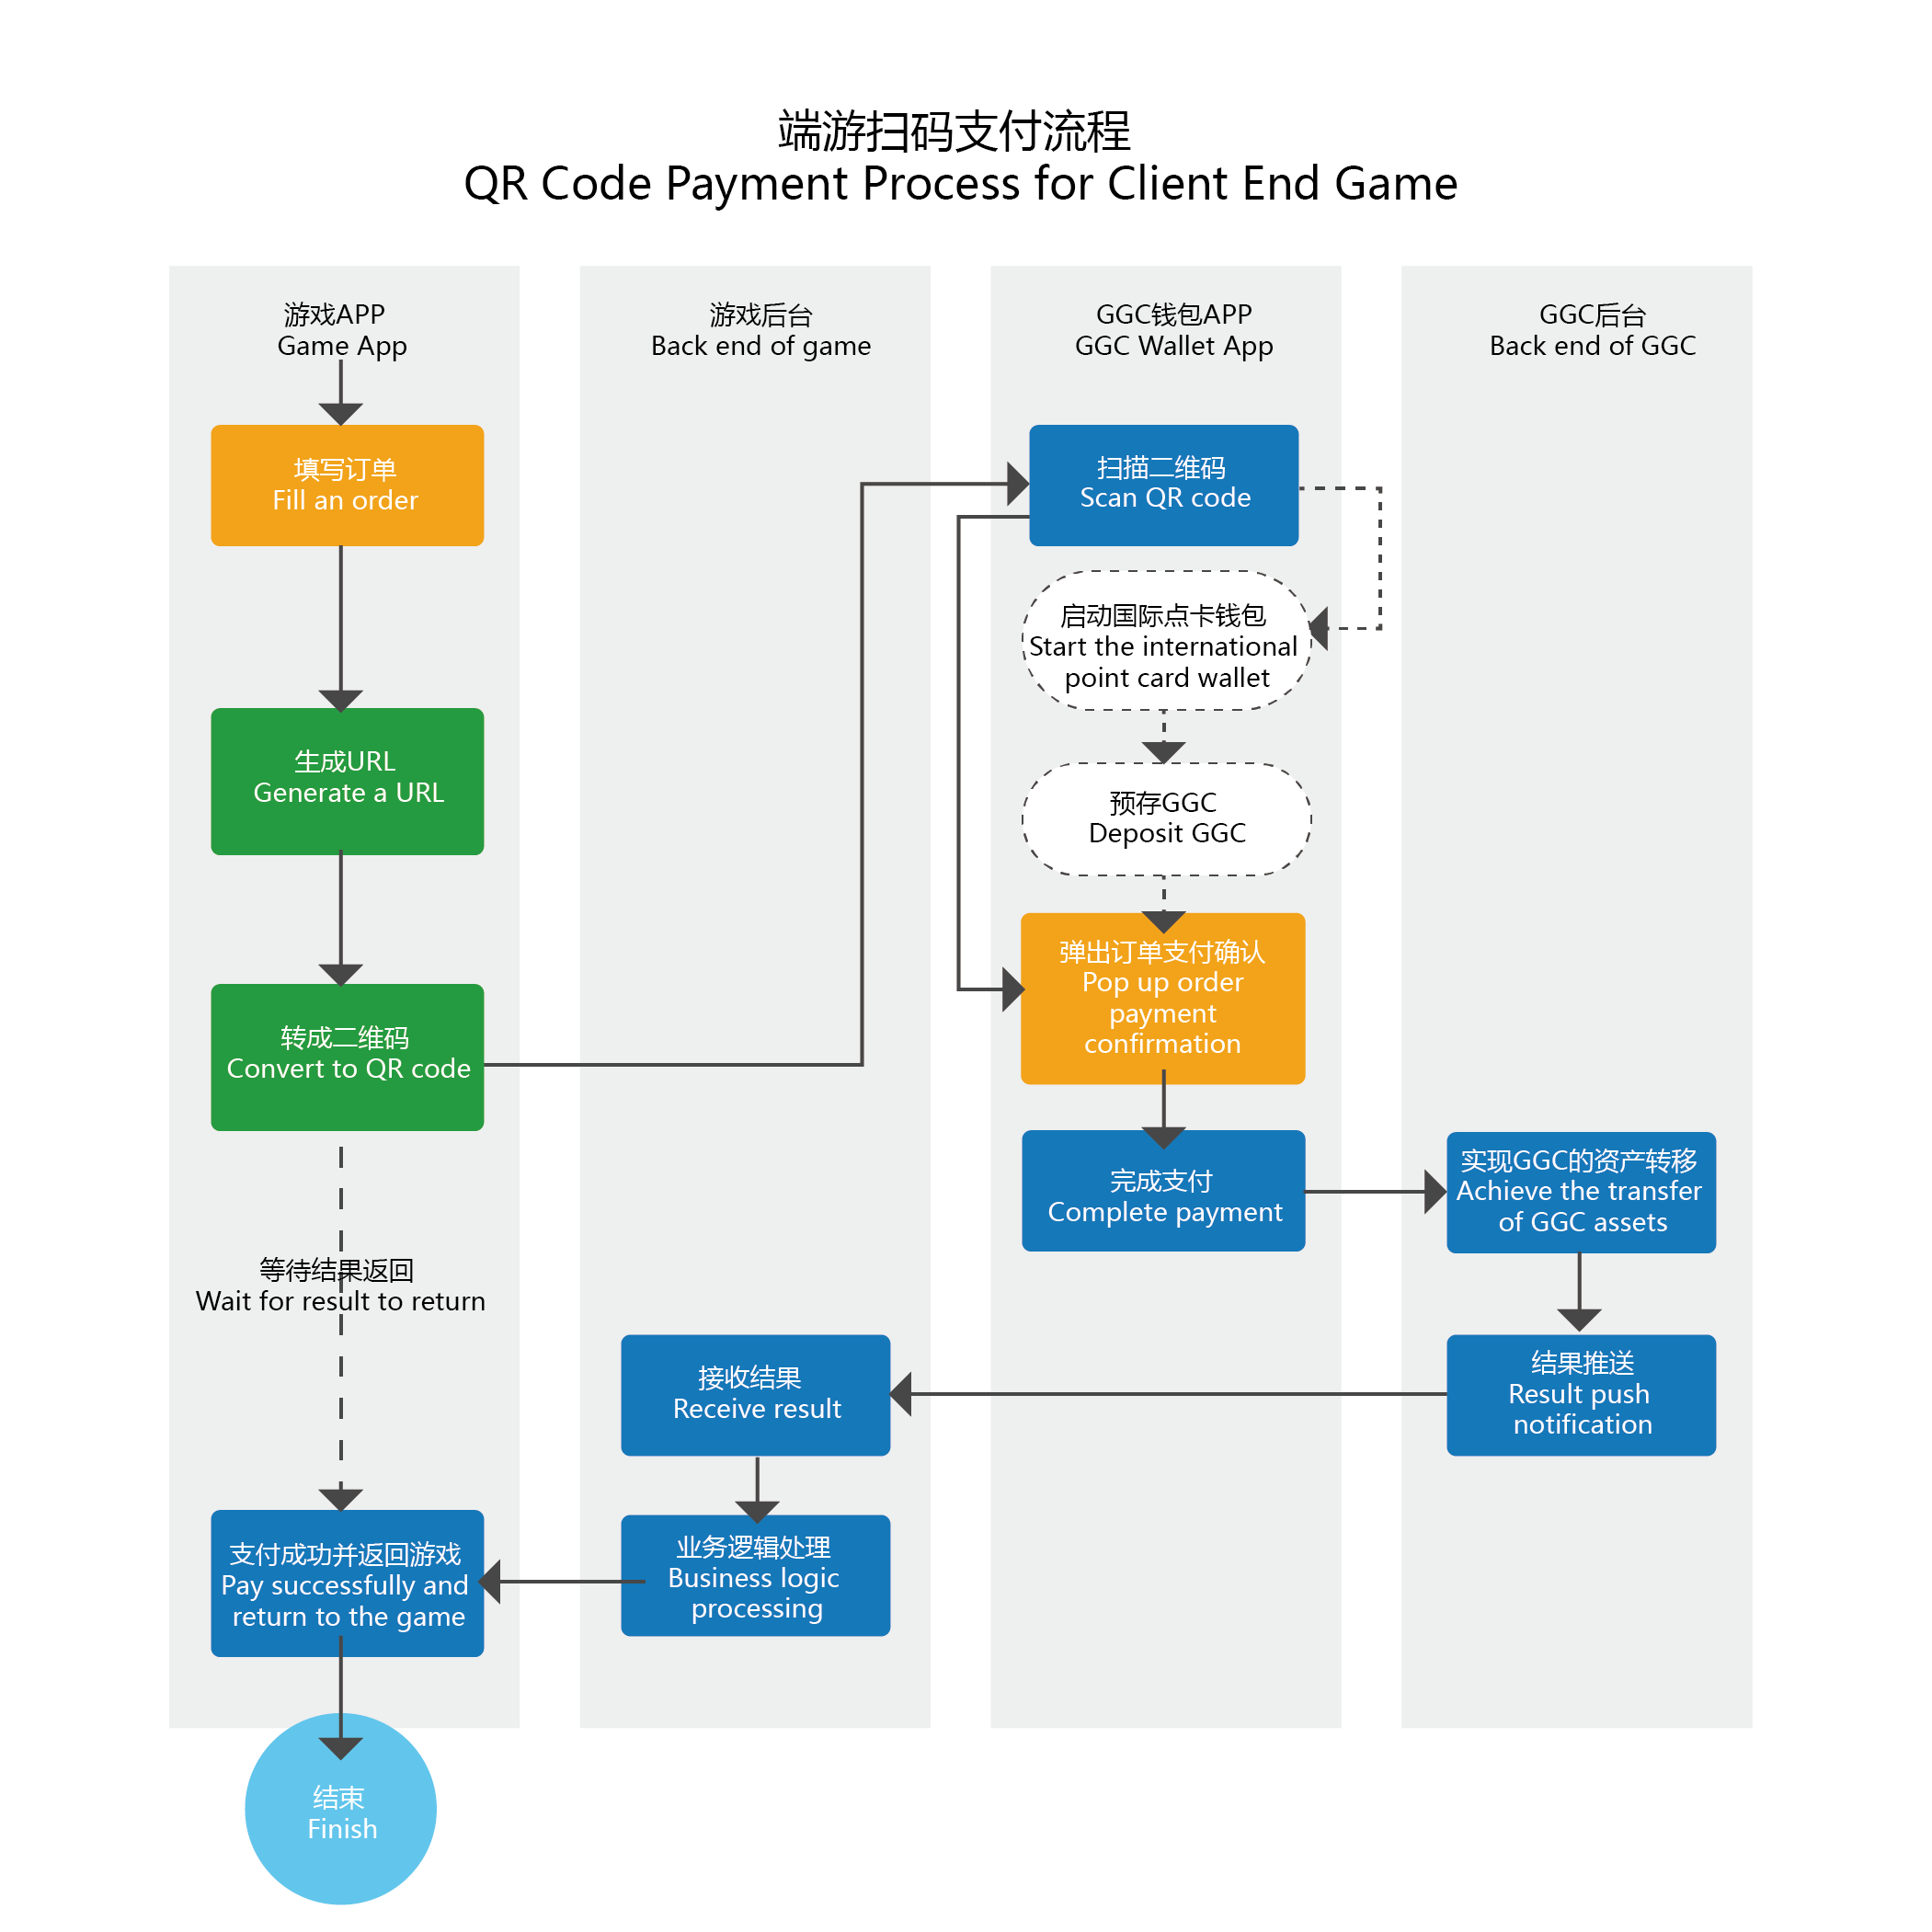 端游扫码支付流程
QR Code Payment Process for Client End Game
游戏APP
Game App
游戏后台
Back end of game
GGC钱包APP
GGC Wallet App
GGC后台
Back end of GGC
填写订单
Fill an order
生成URL
Generate a URL
转成二维码
Convert to QR code
等待结果返回
Wait for result to return
支付成功并返回游戏
Pay successfully and
return to the game
结束
Finish
接收结果
Receive result
业务逻辑处理
Business logic
processing
扫描二维码
Scan QR code
启动国际点卡钱包
Start the international
point card wallet
预存GGC
Deposit GGC
弹出订单支付确认
Pop up order
payment
confirmation
完成支付
Complete payment
实现GGC的资产转移
Achieve the transfer
of GGC assets
结果推送
Result push
notification